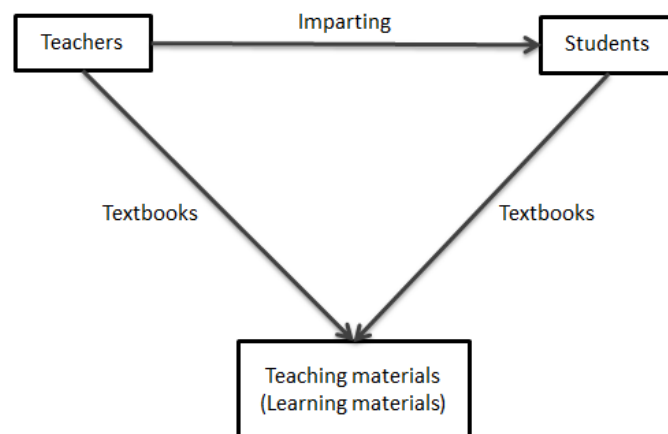 Imparting
Teachers
Students
Textbooks
Textbooks
Teaching materials
(Learning materials)